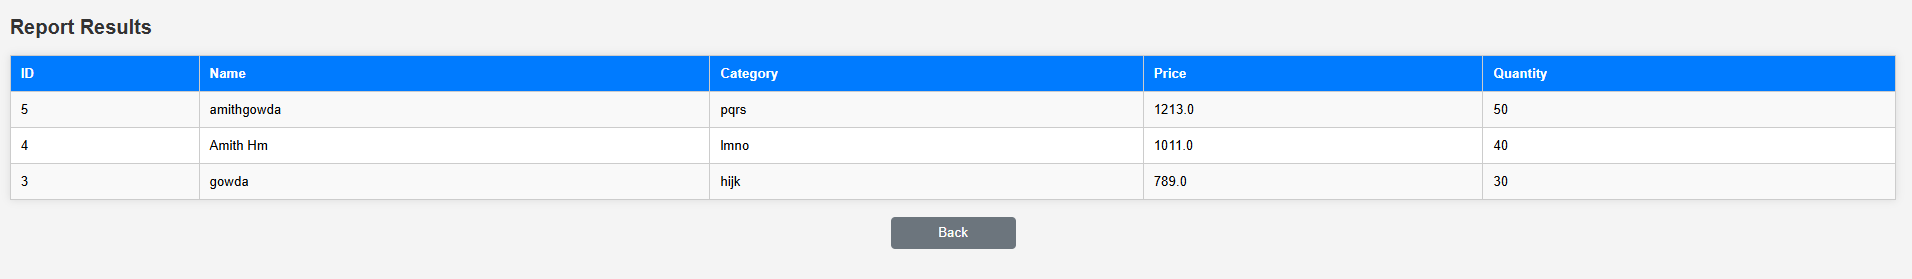 Report Results
ID Name Category Price Quantity
5 amithgowda pqrs 1213.0 50
4 Amith Hm lmno 1011.0 40
3 gowda hijk 789.0 30
Back